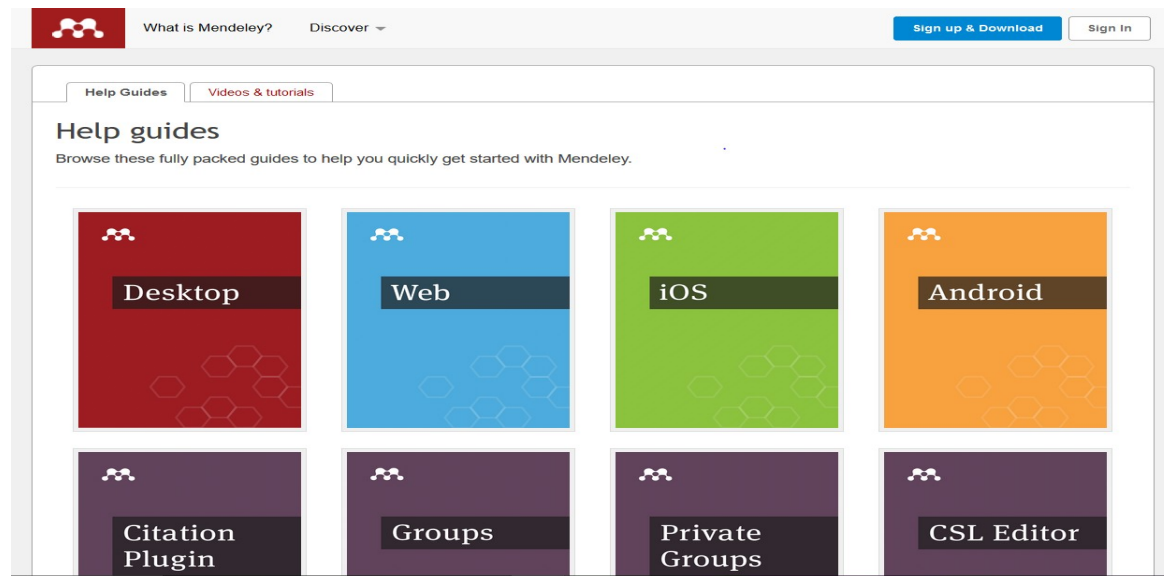 What is Mendeley? Discover
Sign up & Download Sign In
Help Guides Videos & tutorials
Help guides
Browse these fully packed guides to help you quickly get started with Mendeley.
Desktop
Web
iOS
Android
Citation
Plugin
Groups
Private
Groups
CSL Editor